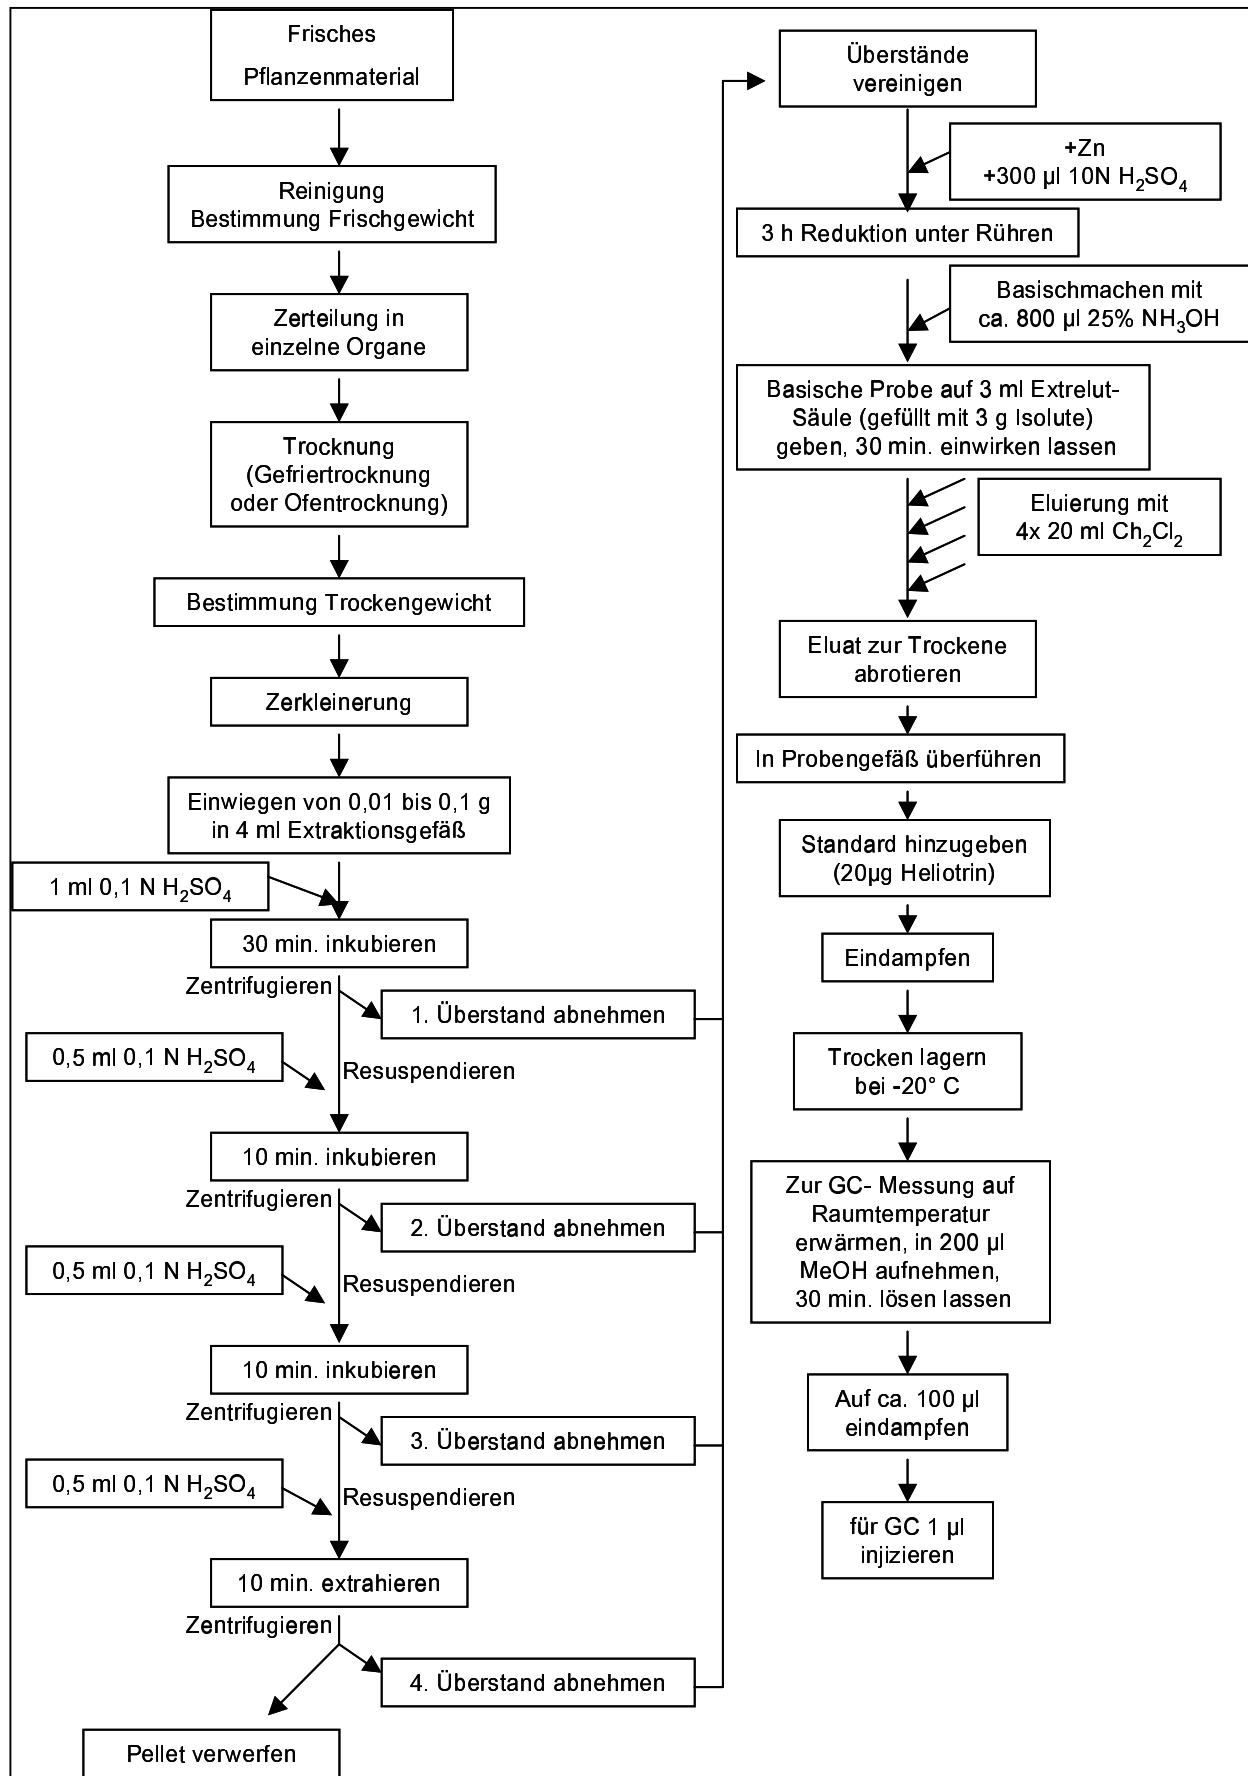 Frisches
Pflanzenmaterial
Reinigung
Bestimmung Frischgewicht
Zerteilung in
einzelne Organe
Trocknung
(Gefriertrocknung
oder Ofentrocknung)
Bestimmung Trockengewicht
Zerkleinerung
Einwiegen von 0,01 bis 0,1 g
in 4 ml Extraktionsgefäß
1 ml 0,1 N H₂SO₄
30 min. inkubieren
Zentrifugieren
1. Überstand abnehmen
0,5 ml 0,1 N H₂SO₄
Resuspendieren
10 min. inkubieren
Zentrifugieren
2. Überstand abnehmen
0,5 ml 0,1 N H₂SO₄
Resuspendieren
10 min. inkubieren
Zentrifugieren
3. Überstand abnehmen
0,5 ml 0,1 N H₂SO₄
Resuspendieren
10 min. extrahieren
Zentrifugieren
4. Überstand abnehmen
Pellet verwerfen
Überstände
vereinigen
+Zn
+300 µl 10N H₂SO₄
3 h Reduktion unter Rühren
Basischmachen mit
ca. 800 µl 25% NH₃OH
Basische Probe auf 3 ml Extrelut-
Säule (gefüllt mit 3 g Isolute)
geben, 30 min. einwirken lassen
Eluierung mit
4x 20 ml Ch₂Cl₂
Eluat zur Trockene
abrotieren
In Probengefäß überführen
Standard hinzugeben
(20µg Heliotrin)
Eindampfen
Trocken lagern
bei -20° C
Zur GC- Messung auf
Raumtemperatur
erwärmen, in 200 µl
MeOH aufnehmen,
30 min. lösen lassen
Auf ca. 100 µl
eindampfen
für GC 1 µl
injizieren